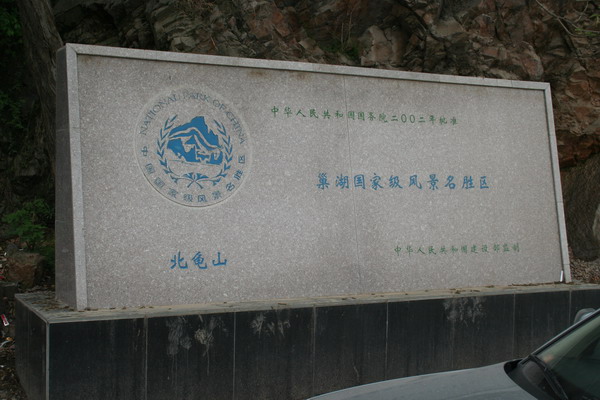 NATIONAL PARK OF CHINA
中国国家级风景名胜区
中华人民共和国国务院二00二年批准
巢湖国家级风景名胜区
北龟山
中华人民共和国建设部监制